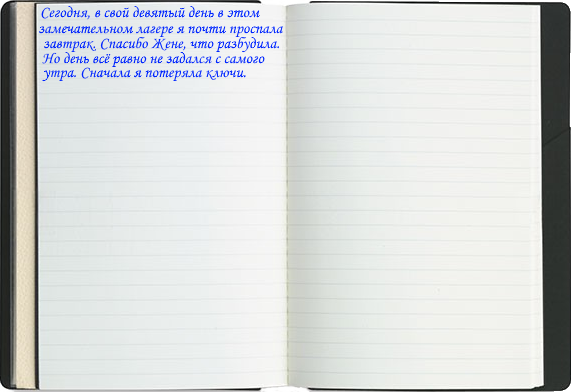 Сегодня, в свой девятый день в этом
замечательном лагере я почти проспала
завтрак. Спасибо Жене, что разбудила.
Но день всё равно не задался с самого
утра. Сначала я потеряла ключи.